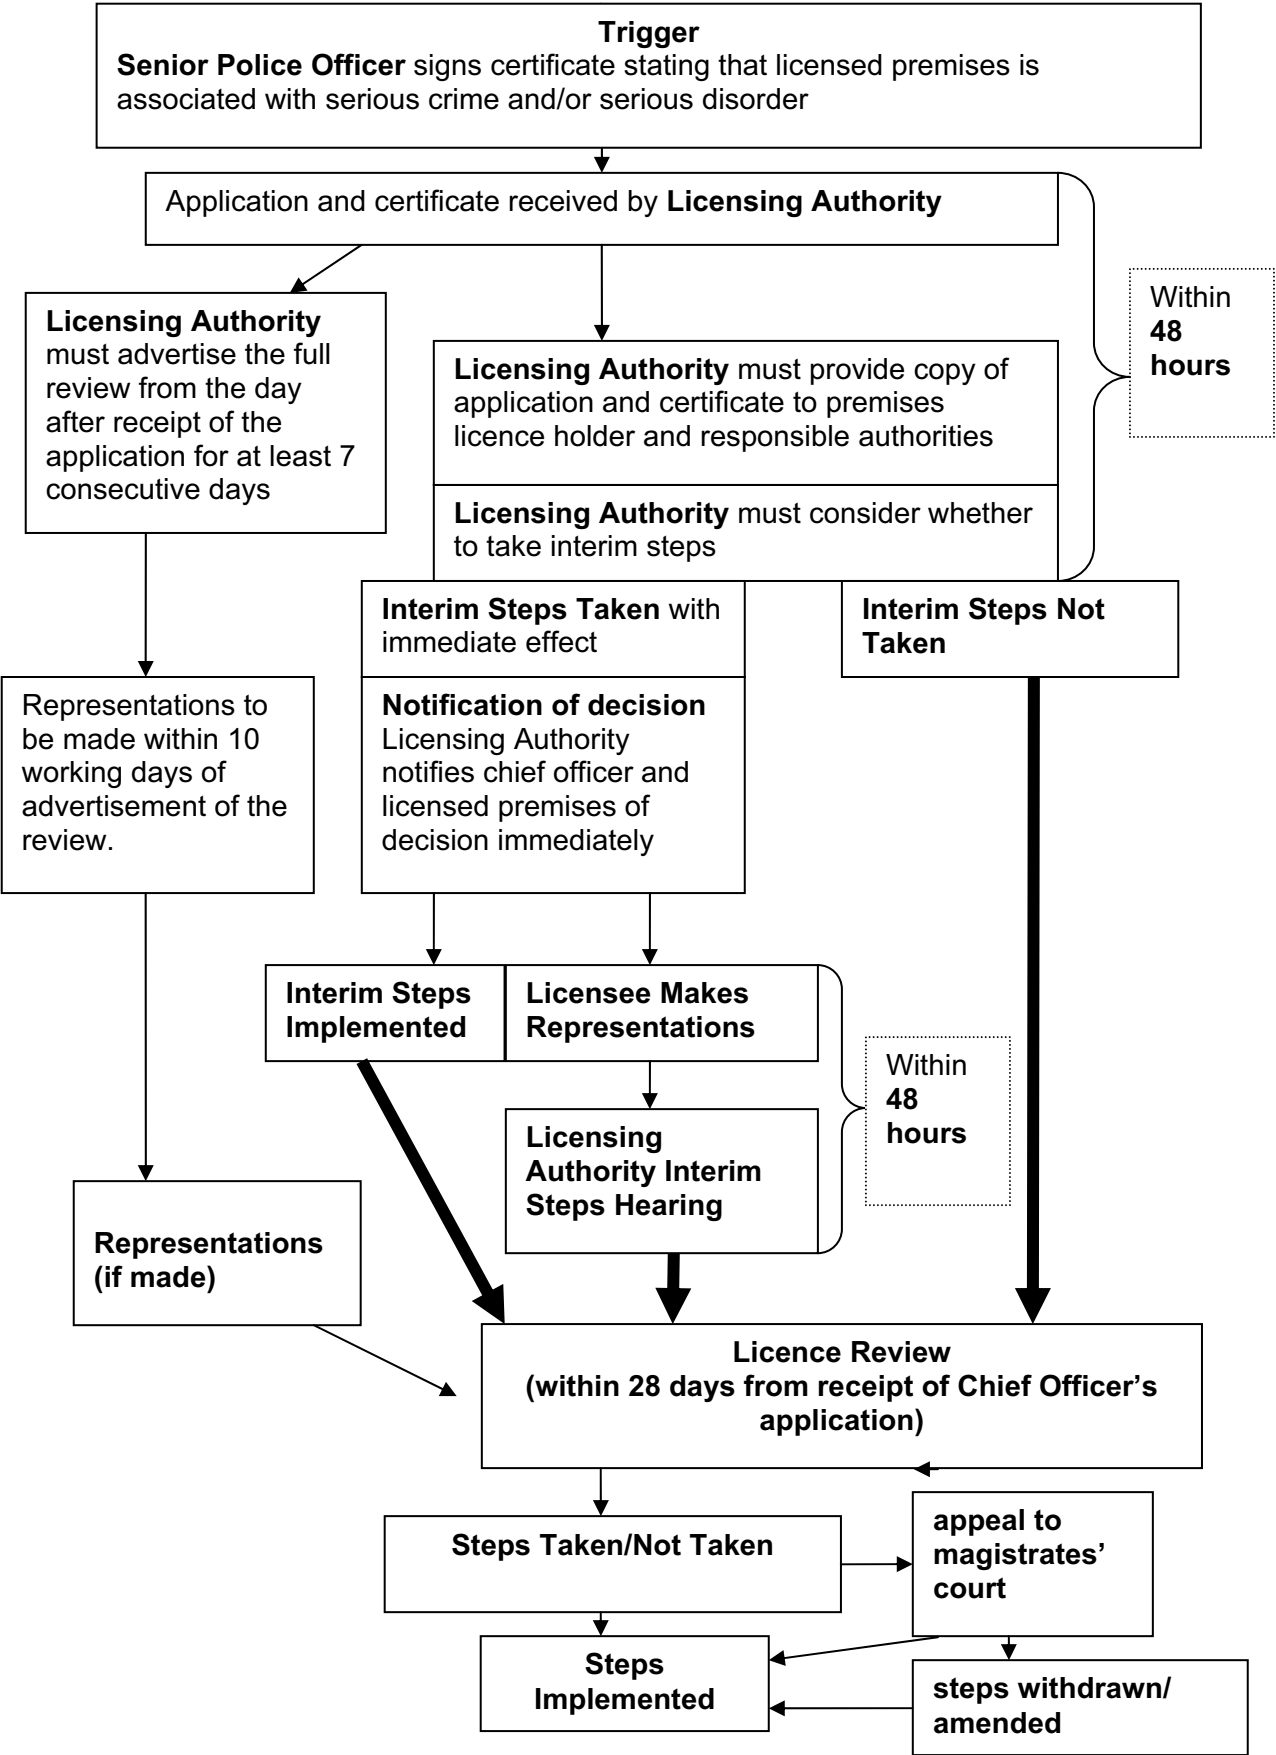 Trigger
Senior Police Officer signs certificate stating that licensed premises is
associated with serious crime and/or serious disorder
Application and certificate received by Licensing Authority
Within
48
hours
Licensing Authority
must advertise the full
review from the day
after receipt of the
application for at least 7
consecutive days
Licensing Authority must provide copy of
application and certificate to premises
licence holder and responsible authorities
Licensing Authority must consider whether
to take interim steps
Interim Steps Taken with
immediate effect
Interim Steps Not
Taken
Representations to
be made within 10
working days of
advertisement of the
review.
Notification of decision
Licensing Authority
notifies chief officer and
licensed premises of
decision immediately
Interim Steps
Implemented
Licensee Makes
Representations
Within
48
hours
Licensing
Authority Interim
Steps Hearing
Representations
(if made)
Licence Review
(within 28 days from receipt of Chief Officer’s
application)
Steps Taken/Not Taken
appeal to
magistrates’
court
Steps
Implemented
steps withdrawn/
amended